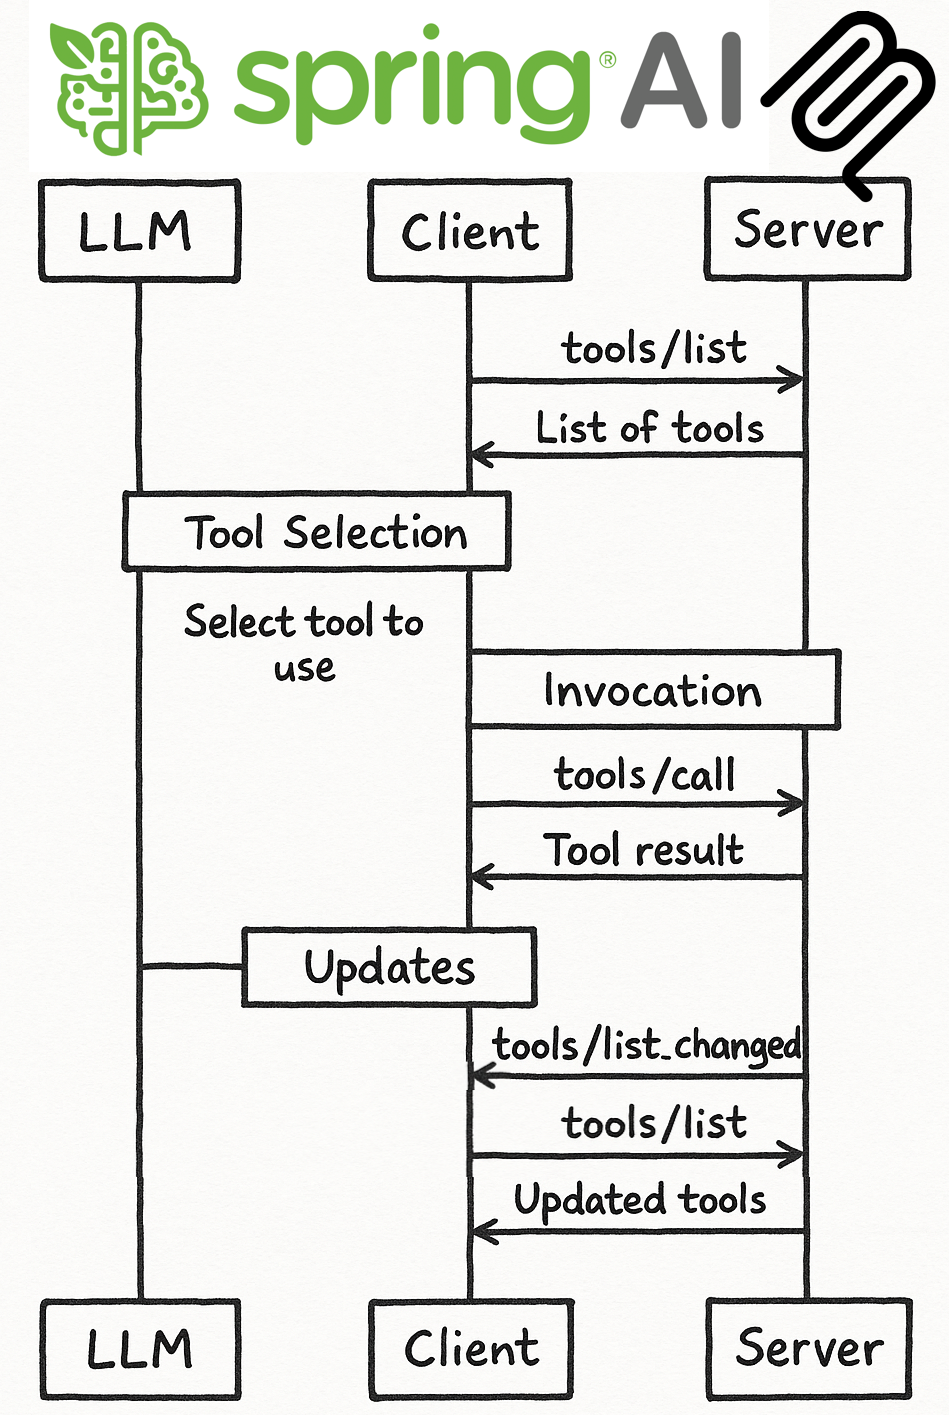 spring® AI
LLM
Client
Server
tools/list
List of tools
Tool Selection
Select tool to
use
Invocation
tools/call
Tool result
Updates
tools/list_changed
tools/list
Updated tools
LLM
Client
Server